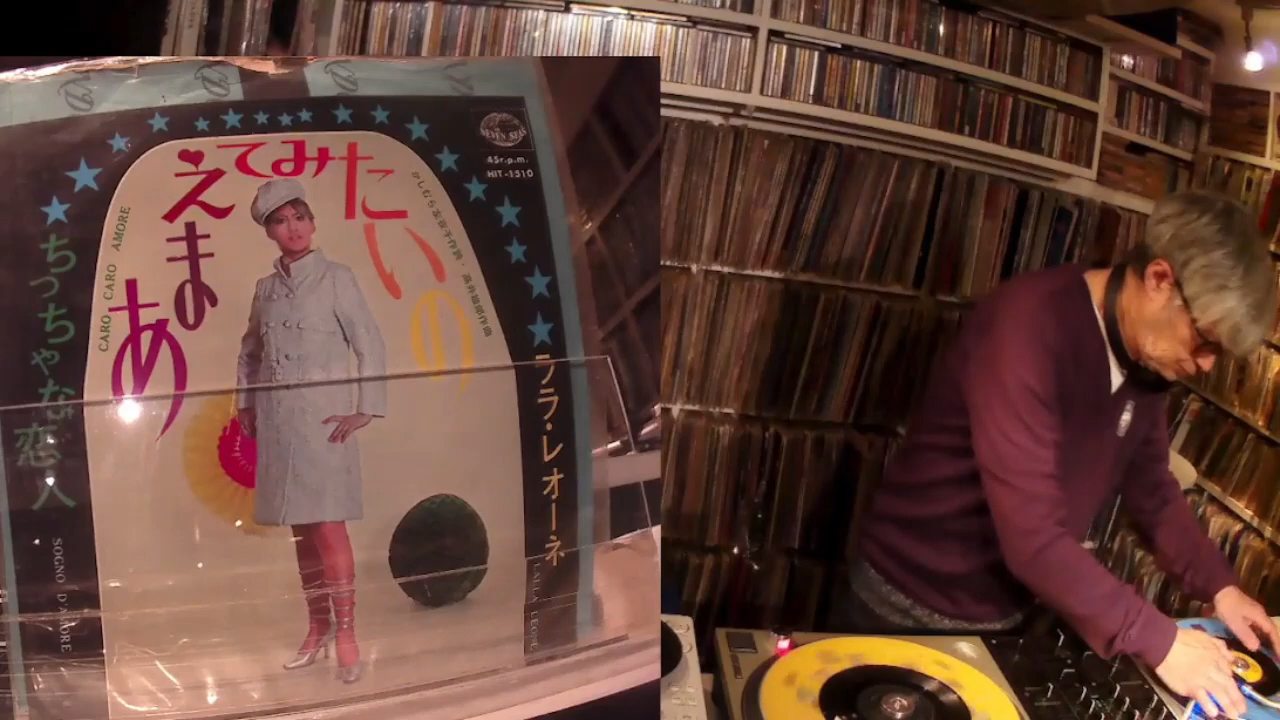 あまえてみたいの
CARO CARO AMORE
ちっちゃな恋人
SOGNO D'AMORE
SEVEN SEAS
45r.p.m.
HIT-1510
ララ・レオーネ
LALLA LEONE